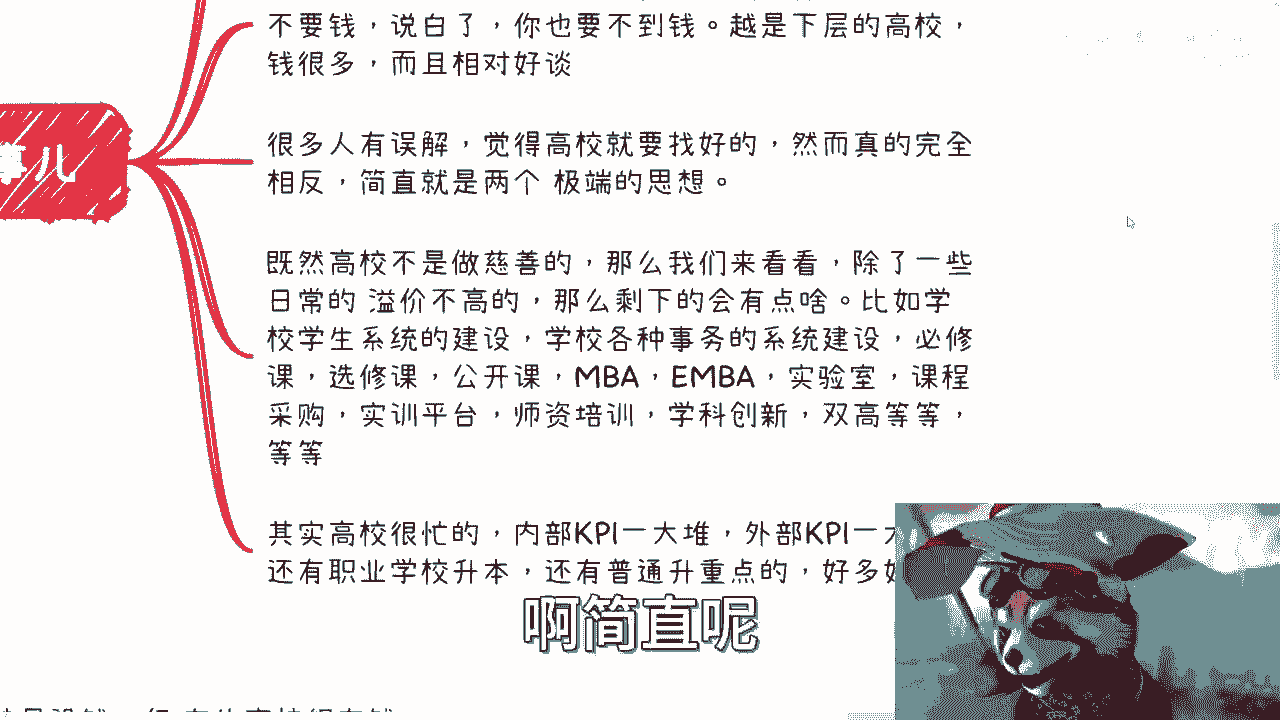 不要钱，说白了，你也要不到钱。越是下层的高校，
钱很多，而且相对好谈
很多人有误解，觉得高校就要找好的，然而真的完全
相反，简直就是两个 极端的思想。
既然高校不是做慈善的，那么我们来看看，除了一些
日常的 溢价不高的，那么剩下的会有点啥。比如学
校学生系统的建设，学校各种事务的系统建设，必修
课，选修课，公开课，MBA，EMBA，实验室，课程
采购，实训平台，师资培训，学科创新，双高等等，
等等
其实高校很忙的，内部KPI一大堆，外部KPI一
还有职业学校升本，还有普通升重点的，好多
啊简直呢